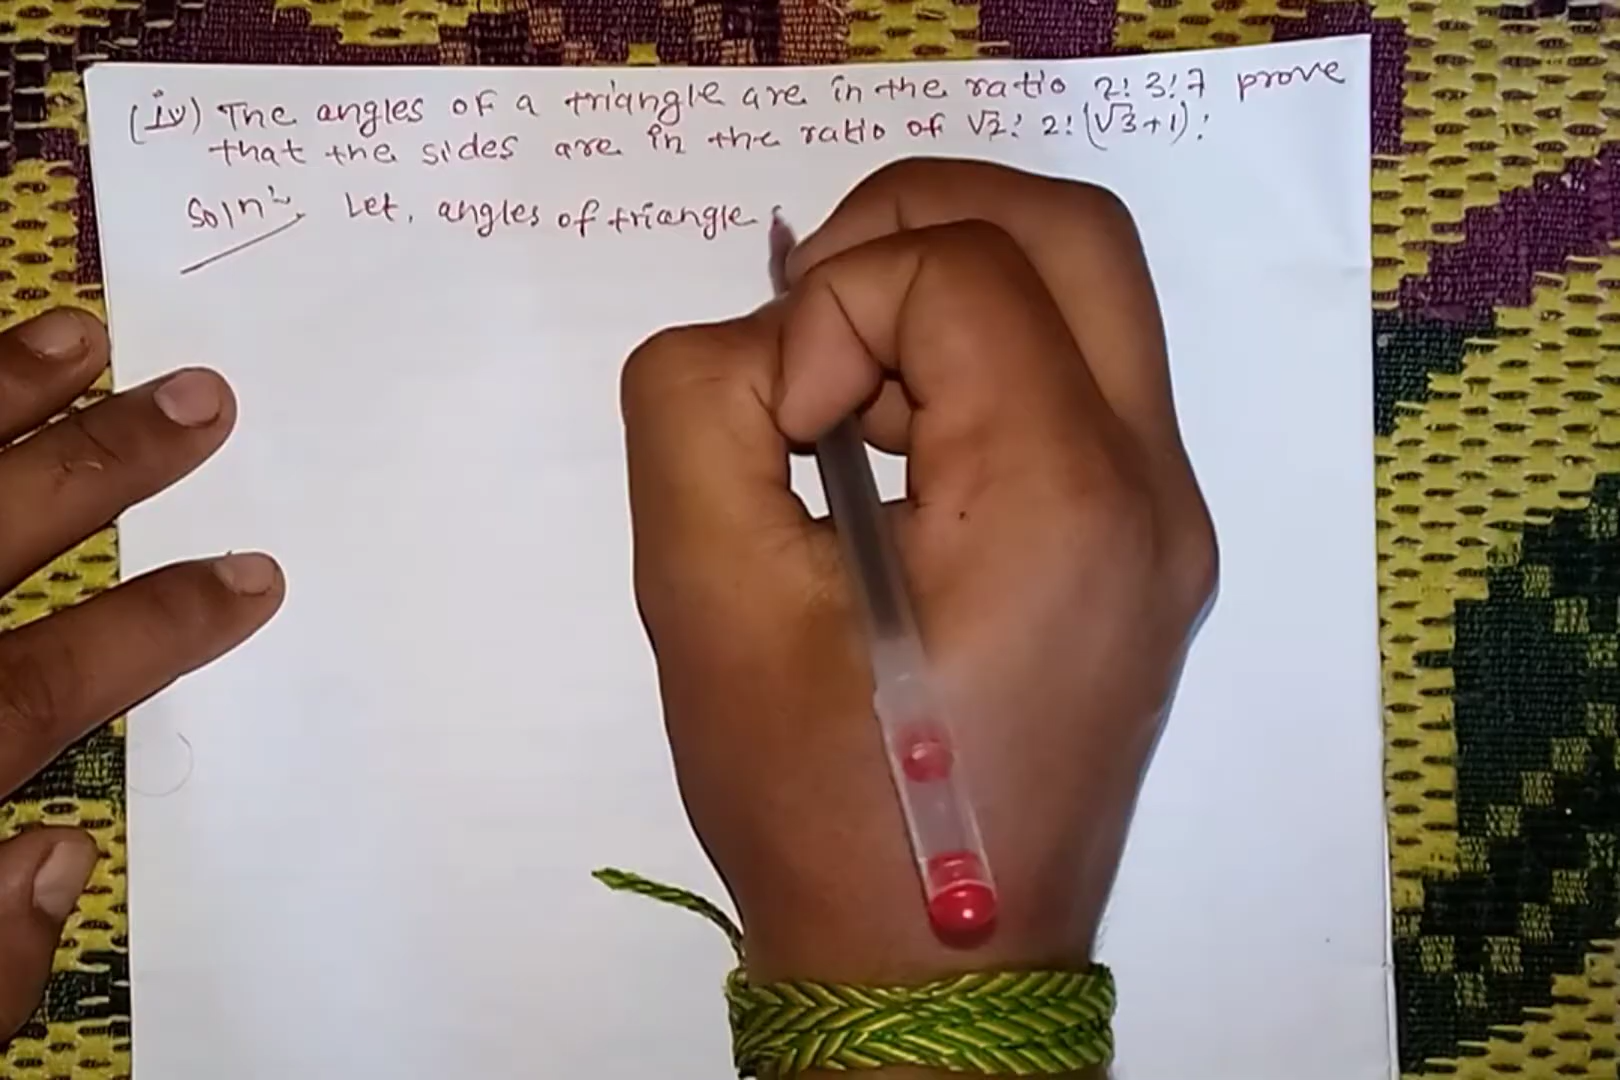 (iv) The angles of a triangle are in the ratio 2:3:7 prove
that the sides are in the ratio of √2: 2: (√3+1):
Soln: Let, angles of triangle